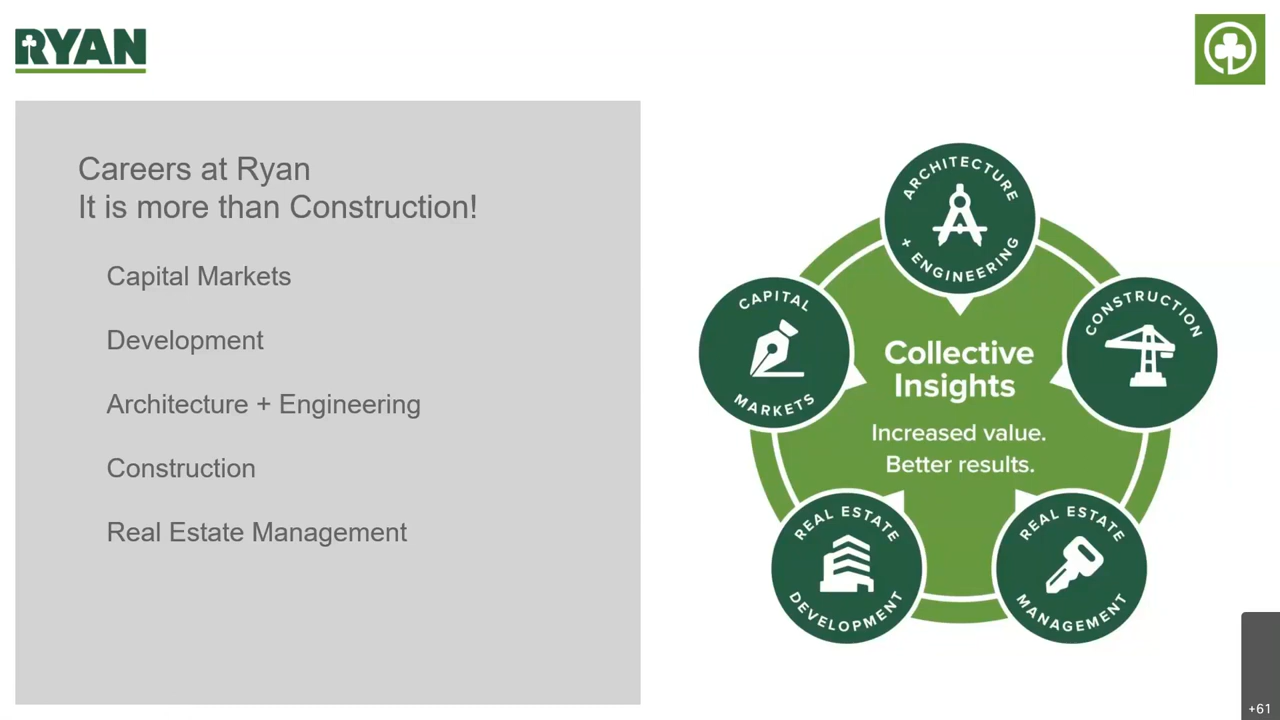 RYAN
Careers at Ryan
It is more than Construction!
Capital Markets
Development
Architecture + Engineering
Construction
Real Estate Management
ARCHITECTURE
+ ENGINEERING
CAPITAL
MARKETS
CONSTRUCTION
Collective
Insights
Increased value.
Better results.
REAL ESTATE
DEVELOPMENT
REAL ESTATE
MANAGEMENT
+61